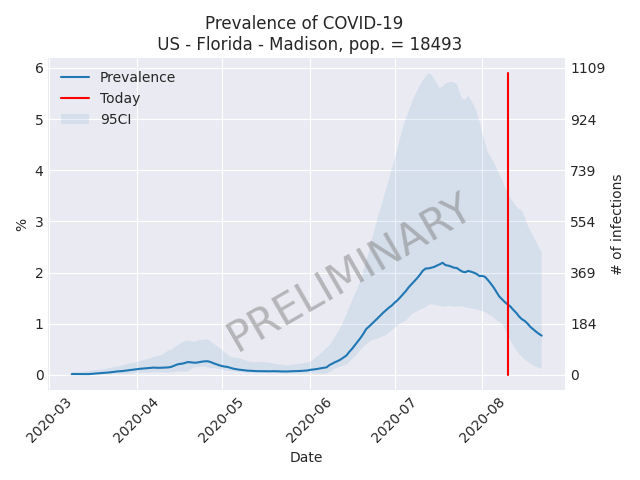 Prevalence of COVID-19
US - Florida - Madison, pop. = 18493
Prevalence
Today
95CI
6
5
4
3
2
1
0
%
1109
924
739
554
369
184
0
# of infections
PRELIMINARY
2020-03
2020-04
2020-05
2020-06
2020-07
2020-08
Date